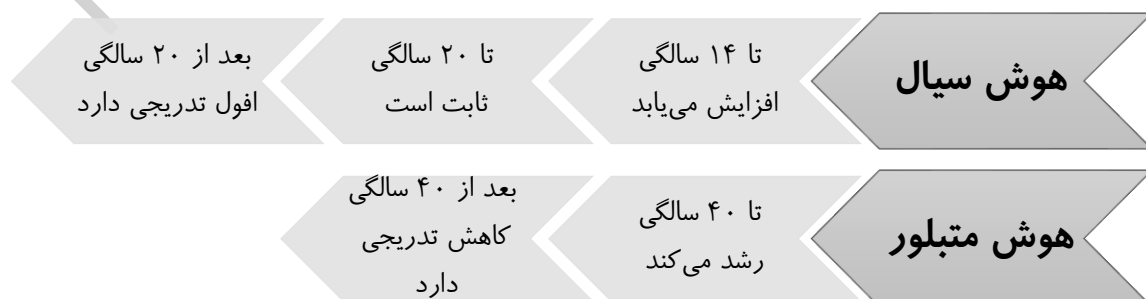 هوش سیال
تا ۱۴ سالگی
افزایش می‌یابد
تا ۲۰ سالگی
ثابت است
بعد از ۲۰ سالگی
افول تدریجی دارد
هوش متبلور
تا ۴۰ سالگی
رشد می‌کند
بعد از ۴۰ سالگی
کاهش تدریجی
دارد